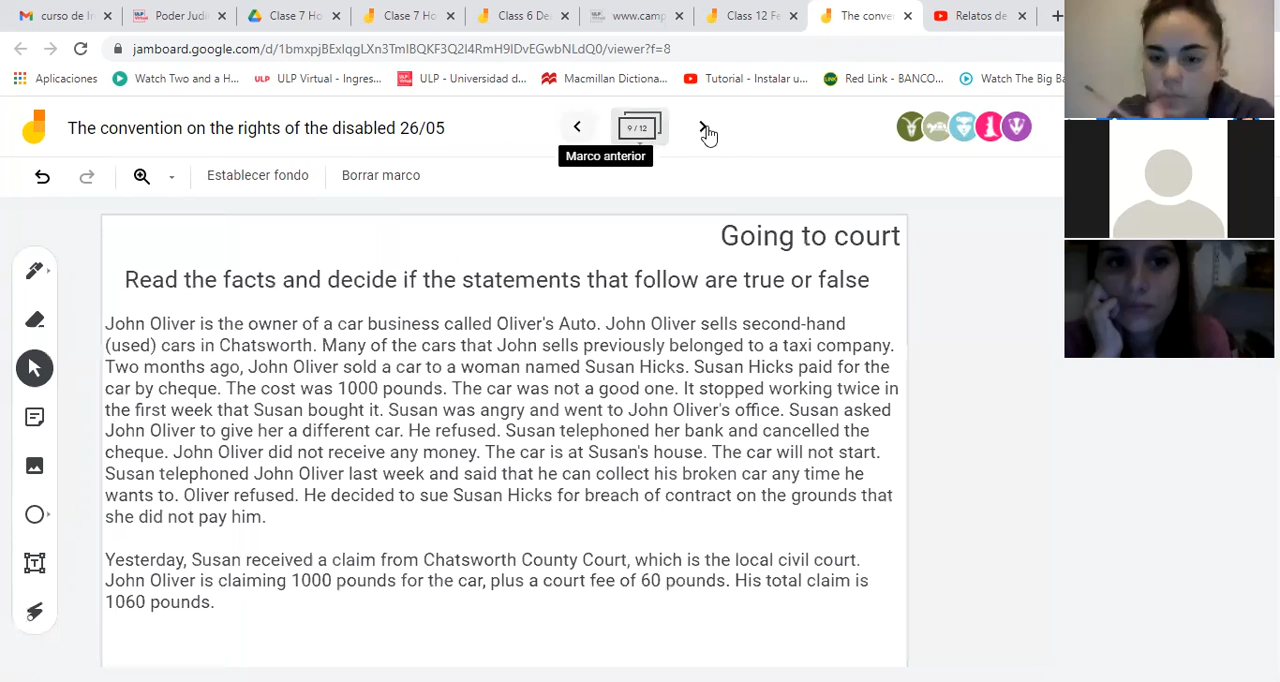 curso de In
Poder Judi
Clase 7 Ho
Clase 7 Ho
Class 6 De
www.camp
Class 12 Fe
The conve
Relatos de
jamboard.google.com/d/1bmxpjBExlqgLXn3TmIBQKF3Q2I4RmH9IDvEGwbNLdQ0/viewer?f=8
Aplicaciones
Watch Two and a H...
ULP ULP Virtual - Ingres...
ULP - Universidad d...
Macmillan Dictiona...
Tutorial - Instalar u...
Red Link - BANCO...
Watch The Big Ba
The convention on the rights of the disabled 26/05
9 / 12
Marco anterior
Establecer fondo
Borrar marco
Going to court
Read the facts and decide if the statements that follow are true or false
John Oliver is the owner of a car business called Oliver's Auto. John Oliver sells second-hand
(used) cars in Chatsworth. Many of the cars that John sells previously belonged to a taxi company.
Two months ago, John Oliver sold a car to a woman named Susan Hicks. Susan Hicks paid for the
car by cheque. The cost was 1000 pounds. The car was not a good one. It stopped working twice in
the first week that Susan bought it. Susan was angry and went to John Oliver's office. Susan asked
John Oliver to give her a different car. He refused. Susan telephoned her bank and cancelled the
cheque. John Oliver did not receive any money. The car is at Susan's house. The car will not start.
Susan telephoned John Oliver last week and said that he can collect his broken car any time he
wants to. Oliver refused. He decided to sue Susan Hicks for breach of contract on the grounds that
she did not pay him.
Yesterday, Susan received a claim from Chatsworth County Court, which is the local civil court.
John Oliver is claiming 1000 pounds for the car, plus a court fee of 60 pounds. His total claim is
1060 pounds.